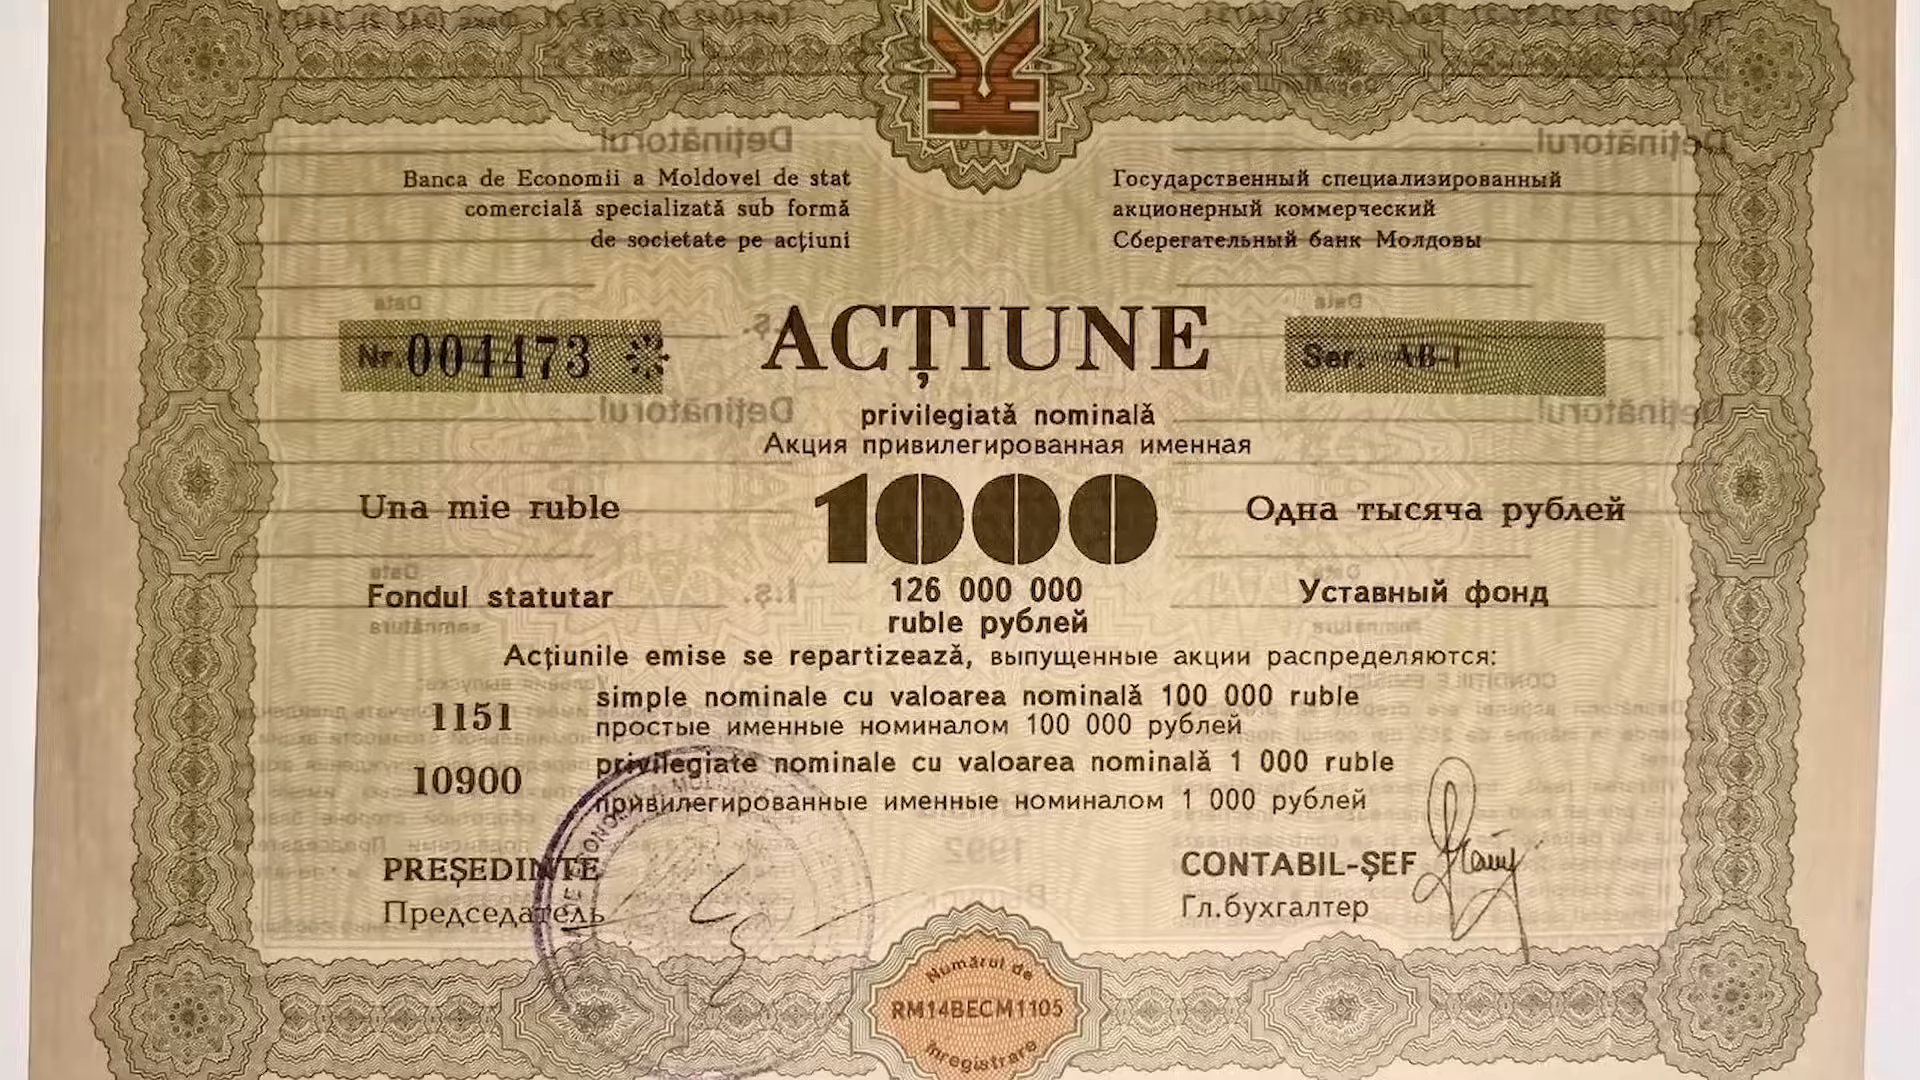 Banca de Economii a Moldovei de stat
comercială specializată sub formă
de societate pe acțiuni
Государственный специализированный
акционерный коммерческий
Сберегательный банк Молдовы
Nr. 004473
ACȚIUNE
Ser. AB-I
privilegiată nominală
Акция привилегированная именная
Una mie ruble
1000
Одна тысяча рублей
Fondul statutar
126 000 000
Уставный фонд
ruble рублей
Acțiunile emise se repartizează, выпущенные акции распределяются:
1151
simple nominale cu valoarea nominală 100 000 ruble
простые именные номиналом 100 000 рублей
10900
privilegiate nominale cu valoarea nominală 1 000 ruble
привилегированные именные номиналом 1 000 рублей
PREȘEDINTE
Председатель
CONTABIL-ȘEF
Гл.бухгалтер
Numărul de
RM14BECM1105
înregistrare